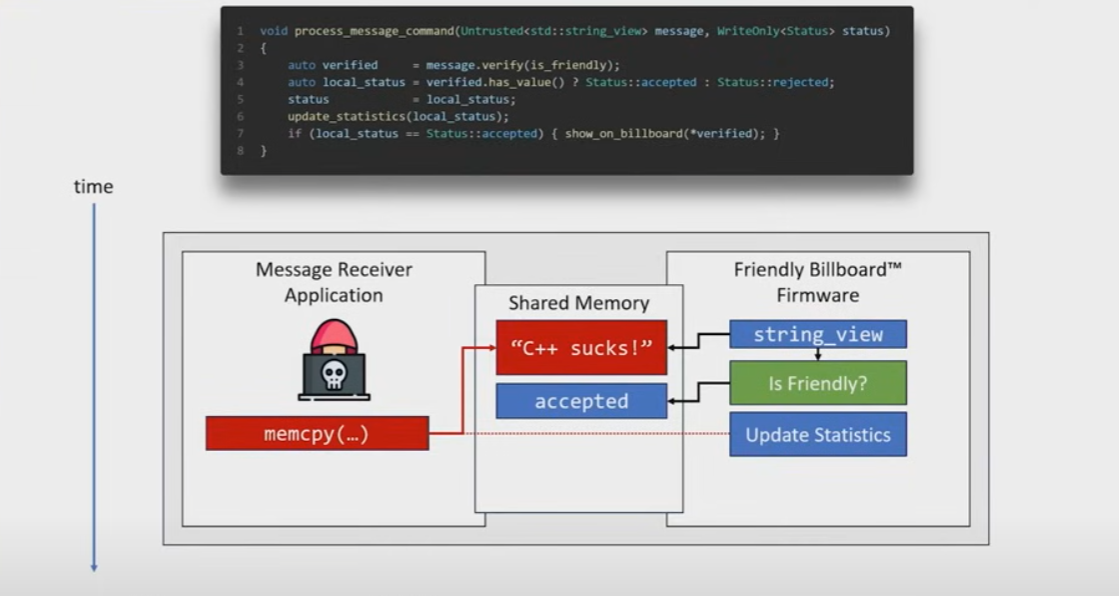 1 void process_message_command(Untrusted<std::string_view> message, WriteOnly<Status> status)
2 {
3 auto verified = message.verify(is_friendly);
4 auto local_status = verified.has_value() ? Status::accepted : Status::rejected;
5 status = local_status;
6 update_statistics(local_status);
7 if (local_status == Status::accepted) { show_on_billboard(*verified); }
8 }
time
Message Receiver
Application
memcpy(…)
Shared Memory
“C++ sucks!”
accepted
Friendly Billboard™
Firmware
string_view
Is Friendly?
Update Statistics